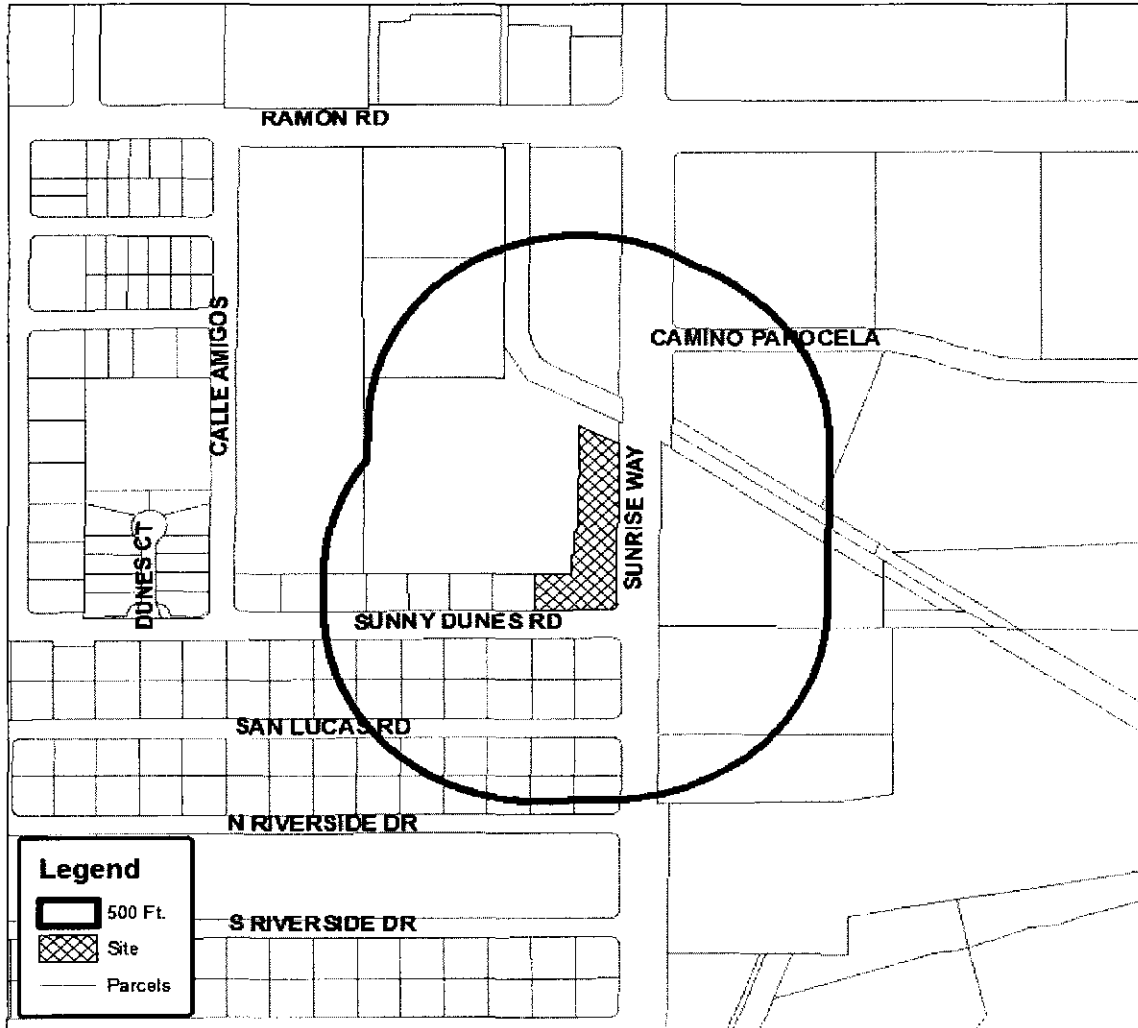 RAMON RD
CAMINO PAROCELA
CALLE AMIGOS
SUNRISE WAY
DUNES CT
SUNNY DUNES RD
SAN LUCAS RD
N RIVERSIDE DR
S RIVERSIDE DR
Legend
500 Ft.
Site
Parcels